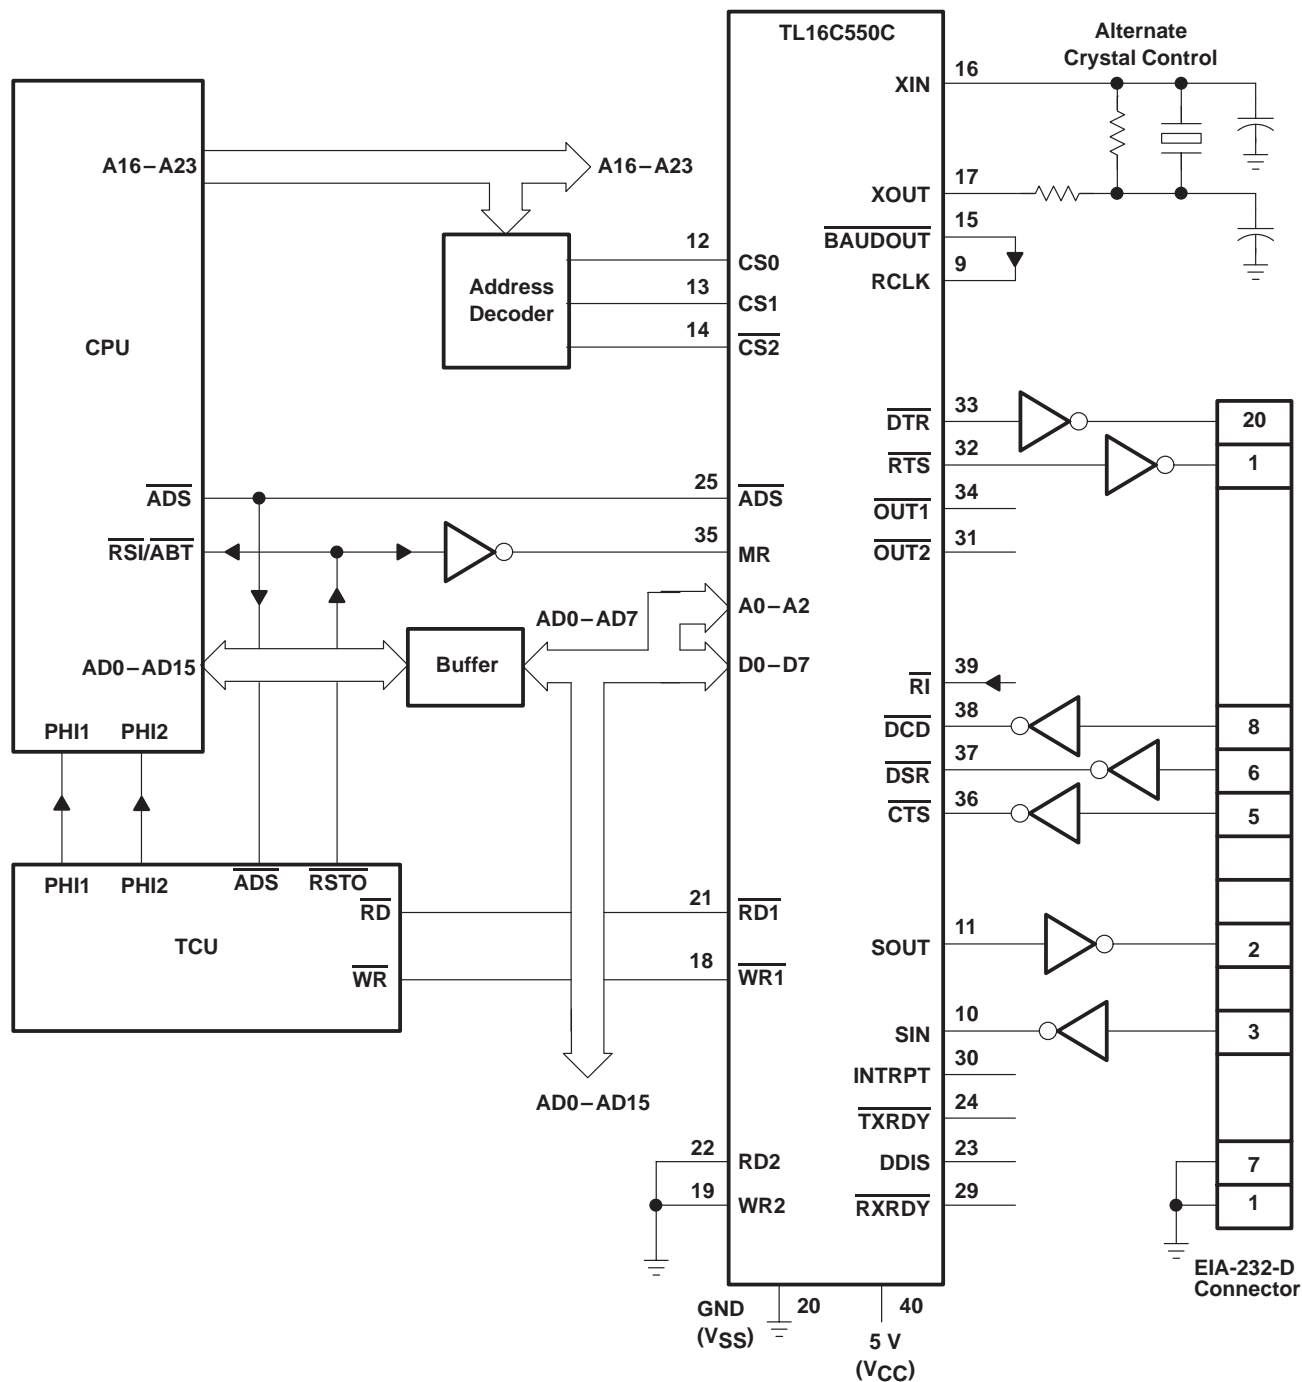 TL16C550C
Alternate
Crystal Control
XIN
16
A16–A23
A16–A23
XOUT
17
BAUDOUT
15
RCLK
9
12
CS0
Address
Decoder
13
CS1
14
CS2
CPU
DTR
33
20
RTS
32
1
ADS
25
ADS
OUT1
34
RSI/ABT
35
MR
OUT2
31
AD0–AD7
A0–A2
AD0–AD15
Buffer
D0–D7
RI
39
PHI1
PHI2
DCD
38
8
DSR
37
6
CTS
36
5
PHI1
PHI2
ADS
RSTO
RD
21
RD1
TCU
SOUT
11
2
WR
18
WR1
SIN
10
3
INTRPT
30
AD0–AD15
TXRDY
24
22
RD2
DDIS
23
7
19
WR2
RXRDY
29
1
EIA-232-D
Connector
GND
(VSS)
20
40
5 V
(VCC)